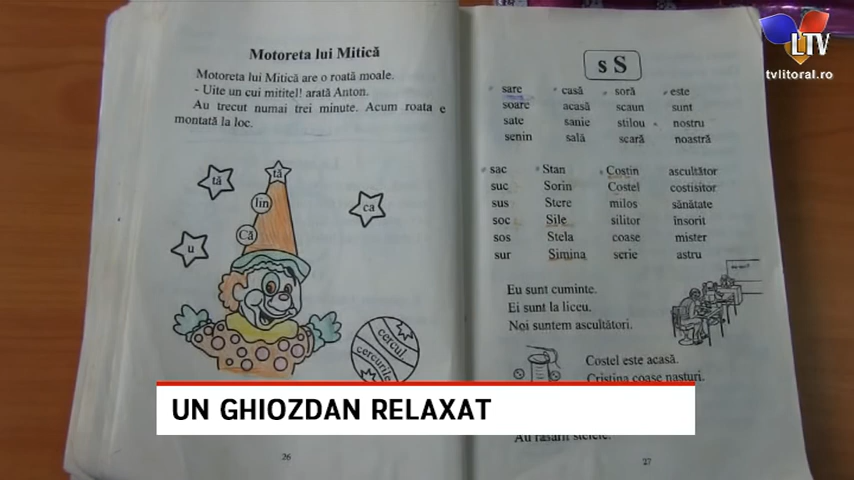 LTV
tvlitoral.ro
Motoreta lui Mitică
Motoreta lui Mitică are o roată moale.
- Uite un cui mititel! arată Anton.
Au trecut numai trei minute. Acum roata e
montată la loc.
tă
tă
lin
ca
Că
u
cercul
cercurile
26
s S
sare casă soră este
soare acasă scaun sunt
sate sanie stilou nostru
senin sală scară noastră
sac Stan Costin ascultător
suc Sorin Costel costisitor
sus Stere milos sănătate
soc Sile silitor însorit
sos Stela coase mister
sur Simina serie astru
Eu sunt cuminte.
Ei sunt la liceu.
Noi suntem ascultători.
Costel este acasă.
Cristina coase nasturi.
Au răsărit stelele.
27
UN GHIOZDAN RELAXAT